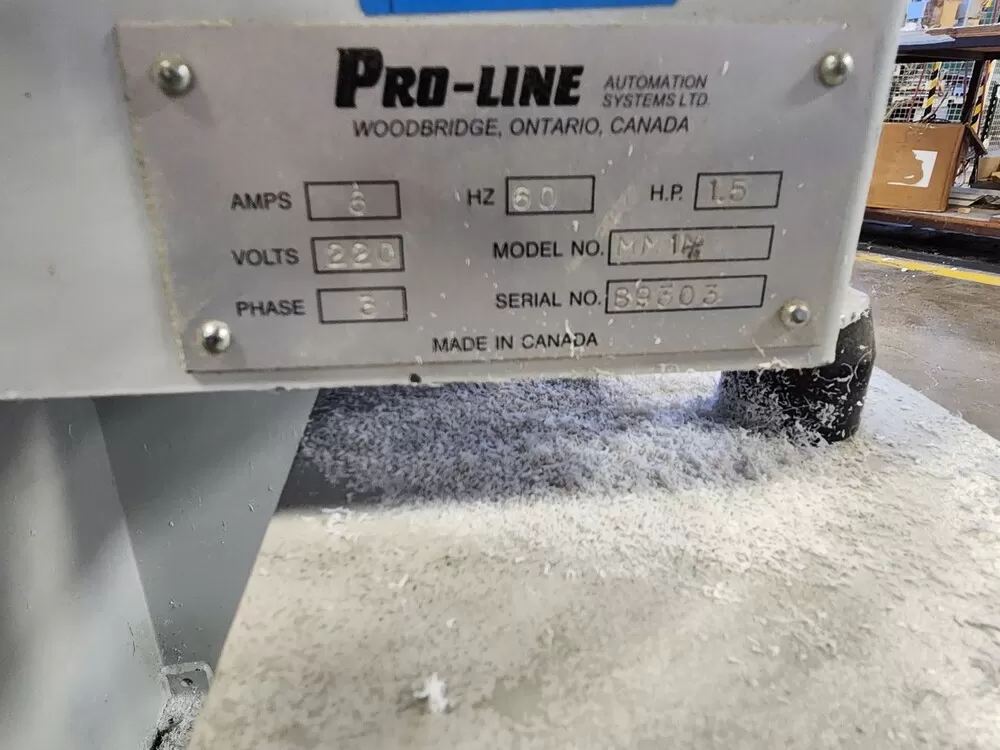 PRO-LINE AUTOMATION SYSTEMS LTD.
WOODBRIDGE, ONTARIO, CANADA
AMPS 6 HZ 60 H.P. 1.5
VOLTS 220 MODEL NO.
PHASE 3 SERIAL NO. 89303
MADE IN CANADA